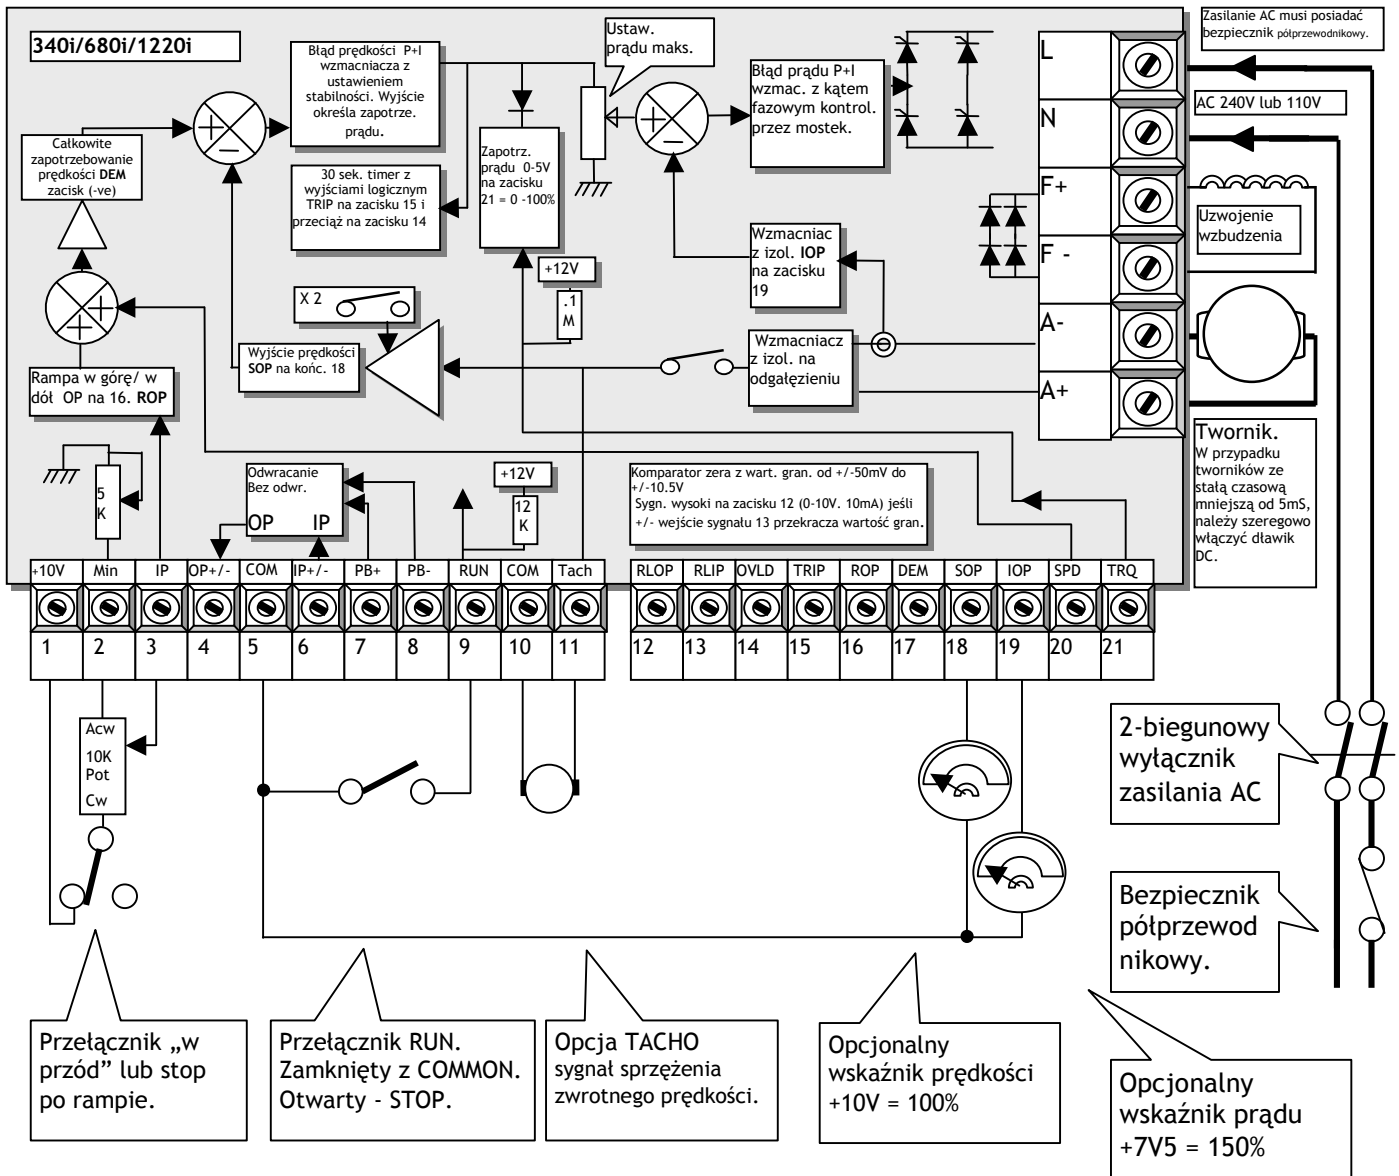 340i/680i/1220i
Błąd prędkości P+I
wzmacniacza z
ustawieniem
stabilności. Wyjście
określa zapotrze.
prądu.
Ustaw.
prądu maks.
Błąd prądu P+I
wzmac. z kątem
fazowym kontrol.
przez mostek.
Zasilanie AC musi posiadać
bezpiecznik półprzewodnikowy.
AC 240V lub 110V
L
N
F+
F -
A-
A+
Całkowite
zapotrzebowanie
prędkości DEM
zacisk (-ve)
30 sek. timer z
wyjściami logicznym
TRIP na zacisku 15 i
przeciąż na zacisku 14
Zapotrz.
prądu 0-5V
na zacisku
21 = 0 -100%
Uzwojenie
wzbudzenia
Wzmacniac
z izol. IOP
na zacisku
19
+12V
.1
M
X 2
Wyjście prędkości
SOP na końc. 18
Wzmacniacz
z izol. na
odgałęzieniu
Rampa w górę/ w
dół OP na 16. ROP
Twornik.
W przypadku
tworników ze
stałą czasową
mniejszą od 5mS,
należy szeregowo
włączyć dławik
DC.
5
K
Odwracanie
Bez odwr.
OP IP
+12V
12
K
Komparator zera z wart. gran. od +/-50mV do
+/-10.5V
Sygn. wysoki na zacisku 12 (0-10V. 10mA) jeśli
+/- wejście sygnału 13 przekracza wartość gran.
+10V Min IP OP+/- COM IP+/- PB+ PB- RUN COM Tach
RLOP RLIP OVLD TRIP ROP DEM SOP IOP SPD TRQ
1 2 3 4 5 6 7 8 9 10 11
12 13 14 15 16 17 18 19 20 21
Acw
10K
Pot
Cw
2-biegunowy
wyłącznik
zasilania AC
Bezpiecznik
półprzewod
nikowy.
Przełącznik „w
przód” lub stop
po rampie.
Przełącznik RUN.
Zamknięty z COMMON.
Otwarty - STOP.
Opcja TACHO
sygnał sprzężenia
zwrotnego prędkości.
Opcjonalny
wskaźnik prędkości
+10V = 100%
Opcjonalny
wskaźnik prądu
+7V5 = 150%